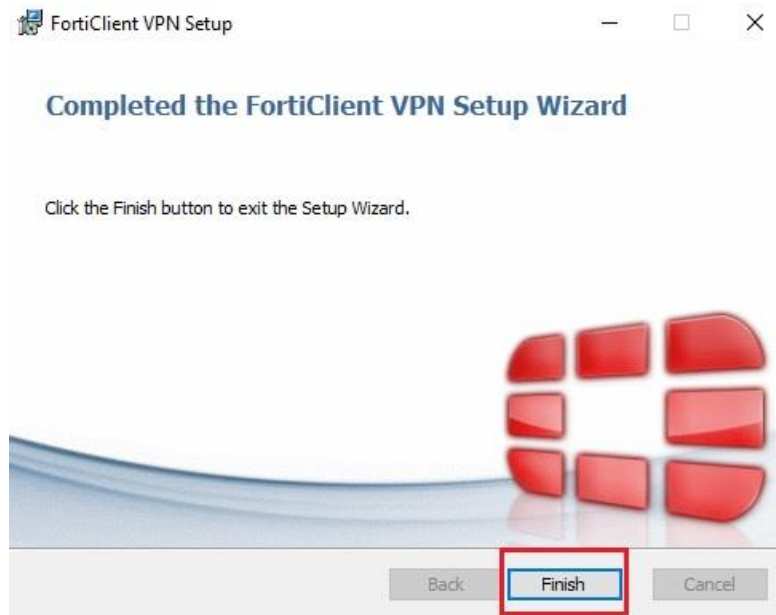 FortiClient VPN Setup
Completed the FortiClient VPN Setup Wizard
Click the Finish button to exit the Setup Wizard.
Back Finish Cancel